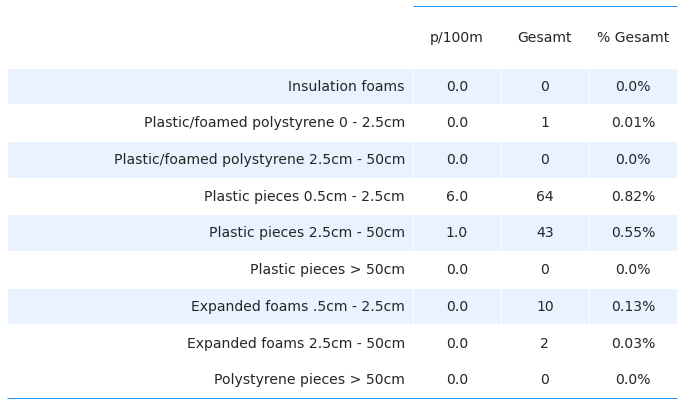 p/100m Gesamt % Gesamt
Insulation foams 0.0 0 0.0%
Plastic/foamed polystyrene 0 - 2.5cm 0.0 1 0.01%
Plastic/foamed polystyrene 2.5cm - 50cm 0.0 0 0.0%
Plastic pieces 0.5cm - 2.5cm 6.0 64 0.82%
Plastic pieces 2.5cm - 50cm 1.0 43 0.55%
Plastic pieces > 50cm 0.0 0 0.0%
Expanded foams .5cm - 2.5cm 0.0 10 0.13%
Expanded foams 2.5cm - 50cm 0.0 2 0.03%
Polystyrene pieces > 50cm 0.0 0 0.0%